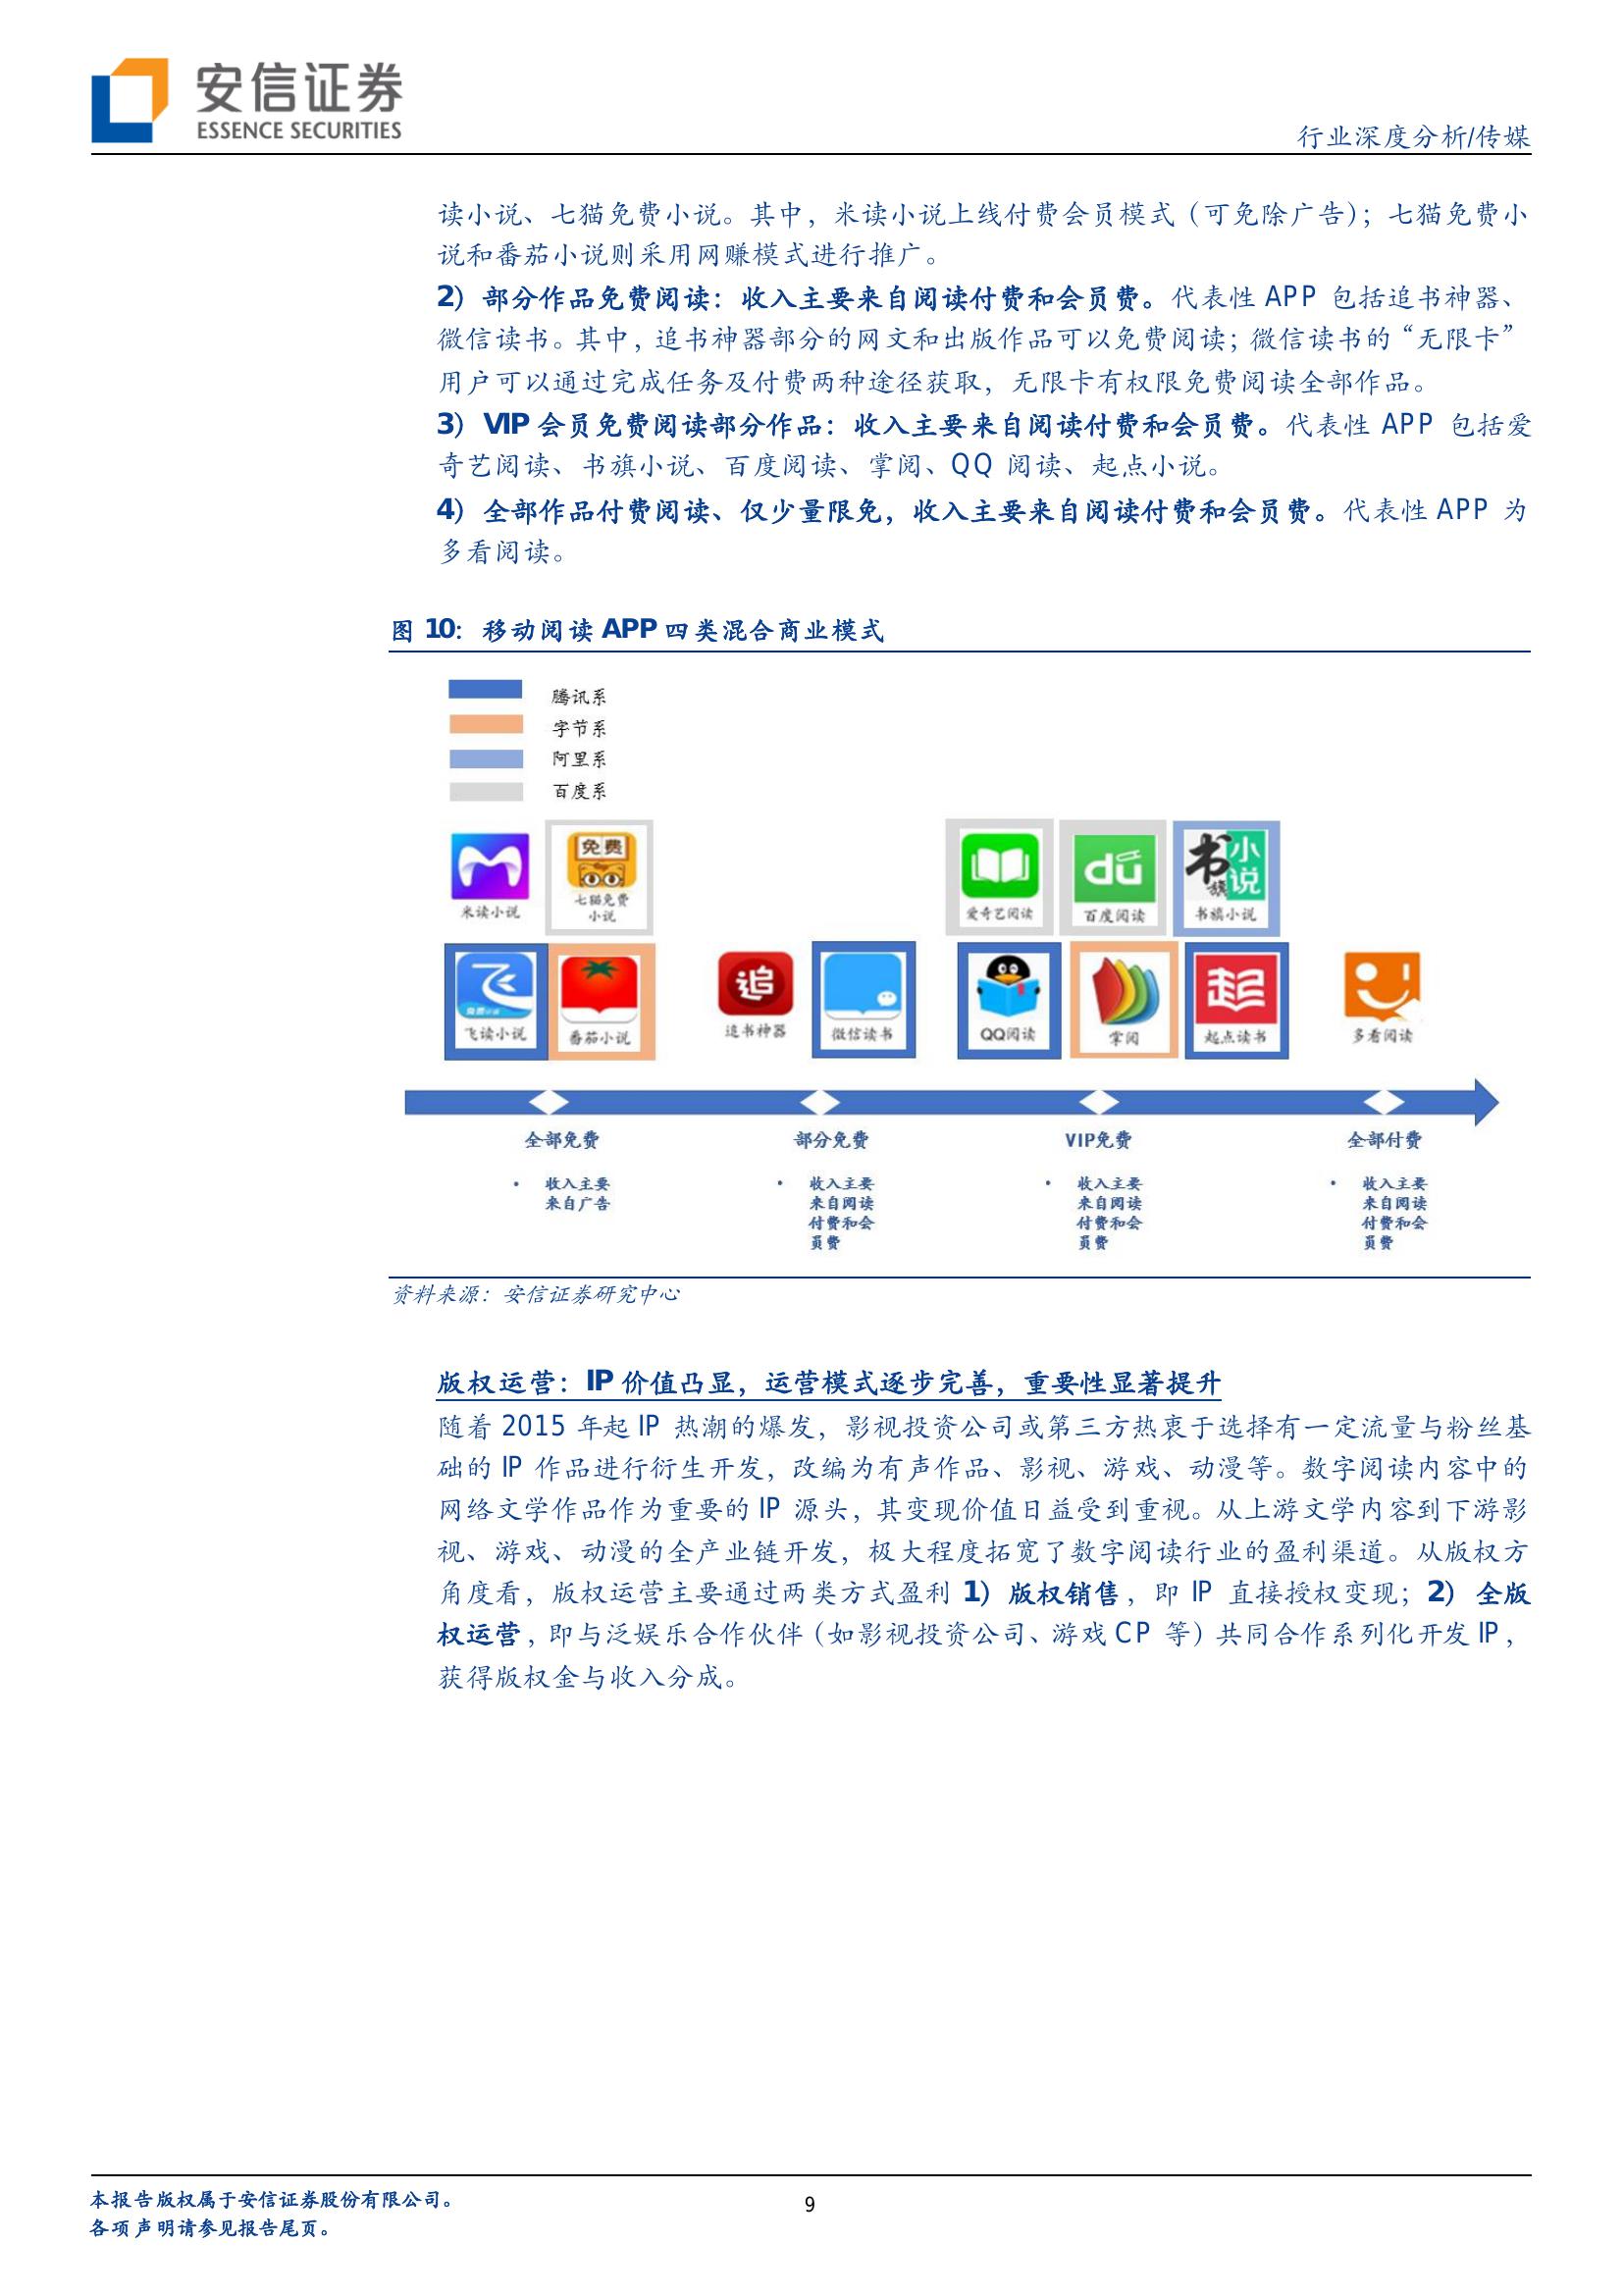 安信证券
ESSENCE SECURITIES
行业深度分析/传媒
读小说、七猫免费小说。其中，米读小说上线付费会员模式（可免除广告）；七猫免费小
说和番茄小说则采用网赚模式进行推广。
2）部分作品免费阅读：收入主要来自阅读付费和会员费。代表性 APP 包括追书神器、
微信读书。其中，追书神器部分的网文和出版作品可以免费阅读；微信读书的“无限卡”
用户可以通过完成任务及付费两种途径获取，无限卡有权限免费阅读全部作品。
3）VIP 会员免费阅读部分作品：收入主要来自阅读付费和会员费。代表性 APP 包括爱
奇艺阅读、书旗小说、百度阅读、掌阅、QQ 阅读、起点小说。
4）全部作品付费阅读、仅少量限免，收入主要来自阅读付费和会员费。代表性 APP 为
多看阅读。
图 10：移动阅读 APP 四类混合商业模式
腾讯系
字节系
阿里系
百度系
免费
dū
书旗小说
米读小说
七猫免费
小说
爱奇艺阅读
百度阅读
书旗小说
飞
免费小说
追
起
飞读小说
番茄小说
追书神器
微信读书
QQ阅读
掌阅
起点读书
多看阅读
全部免费
部分免费
VIP免费
全部付费
• 收入主要
来自广告
• 收入主要
来自阅读
付费和会
员费
• 收入主要
来自阅读
付费和会
员费
• 收入主要
来自阅读
付费和会
员费
资料来源：安信证券研究中心
版权运营：IP 价值凸显，运营模式逐步完善，重要性显著提升
随着 2015 年起 IP 热潮的爆发，影视投资公司或第三方热衷于选择有一定流量与粉丝基
础的 IP 作品进行衍生开发，改编为有声作品、影视、游戏、动漫等。数字阅读内容中的
网络文学作品作为重要的 IP 源头，其变现价值日益受到重视。从上游文学内容到下游影
视、游戏、动漫的全产业链开发，极大程度拓宽了数字阅读行业的盈利渠道。从版权方
角度看，版权运营主要通过两类方式盈利 1）版权销售，即 IP 直接授权变现；2）全版
权运营，即与泛娱乐合作伙伴（如影视投资公司、游戏 CP 等）共同合作系列化开发 IP，
获得版权金与收入分成。
本报告版权属于安信证券股份有限公司。
各项声明请参见报告尾页。
9